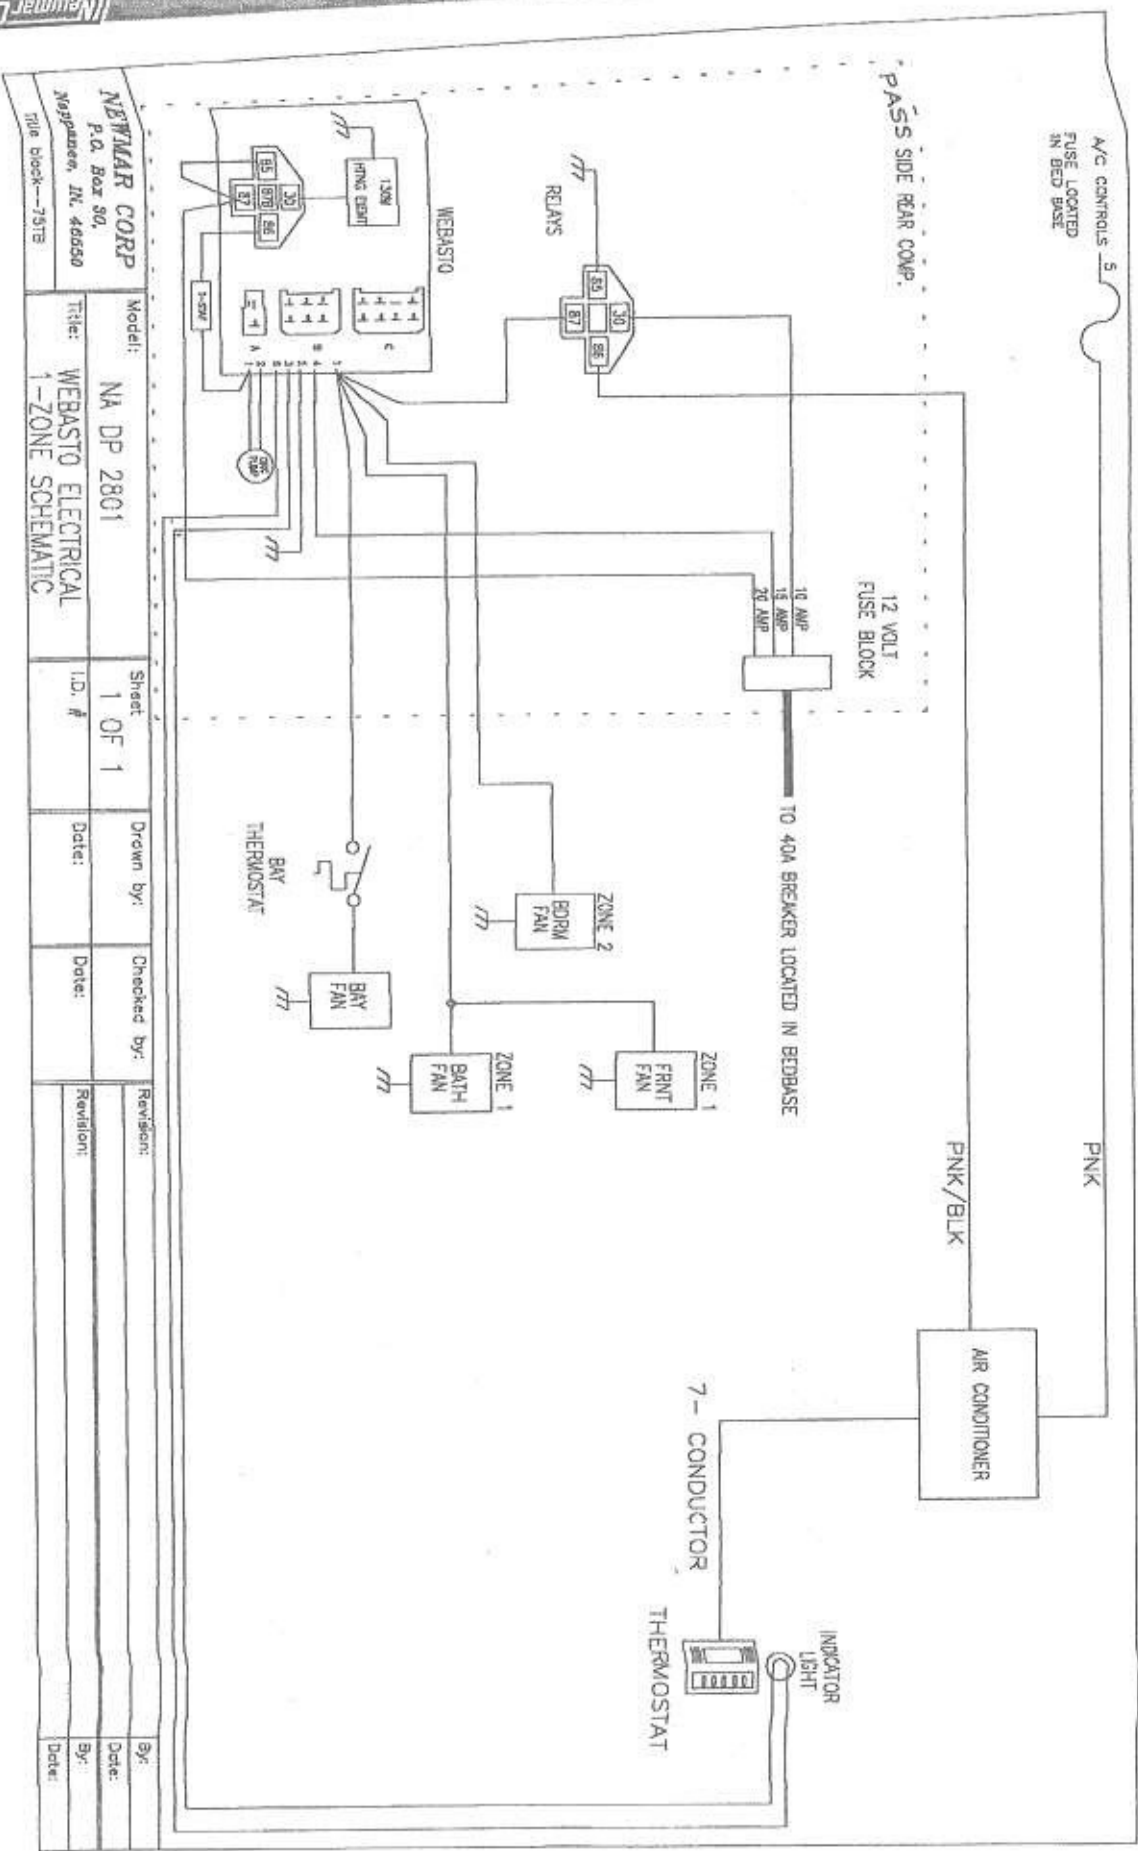 Newmar
A/C CONTROLS 5
FUSE LOCATED
IN BED BASE
PNK
PASS SIDE REAR COMP.
PNK/BLK
AIR CONDITIONER
12 VOLT
FUSE BLOCK
10 AMP
15 AMP
20 AMP
TO 40A BREAKER LOCATED IN BEDBASE
7- CONDUCTOR
INDICATOR
LIGHT
THERMOSTAT
RELAYS
30
85
86
87
ZONE 1
FRNT
FAN
ZONE 2
BDRM
FAN
ZONE 1
BATH
FAN
WEBASTO
HTNG ELEMT
30
85
87B
86
87
C
B
A
BAY
THERMOSTAT
BAY
FAN
PUMP
NEWMAR CORP
P.O. Box 30,
Nappanee, IN. 46550
Title block--75TB
Model:
NA DP 2801
Title:
WEBASTO ELECTRICAL
1-ZONE SCHEMATIC
Sheet
1 OF 1
I.D. #
Drawn by:
Date:
Checked by:
Date:
Revision:
By:
Date:
Revision:
By:
Date: